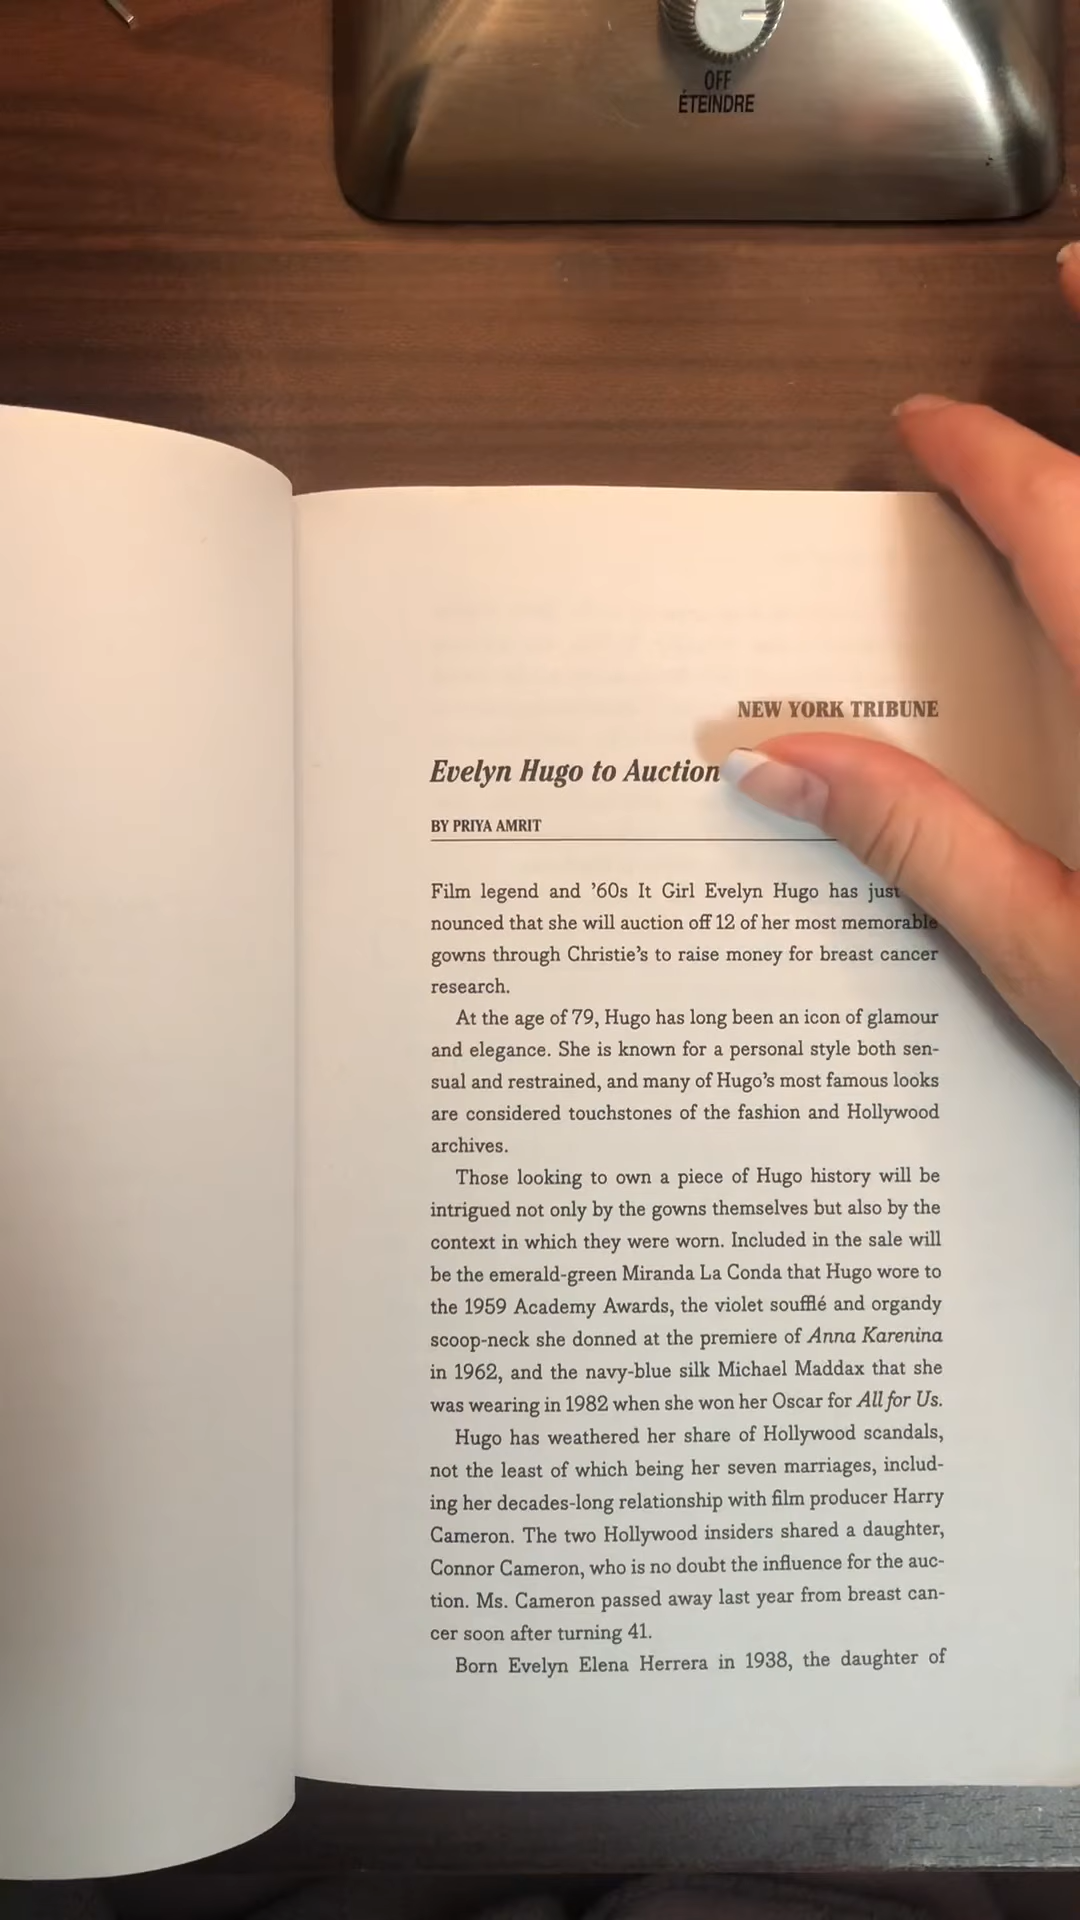 OFF
ÉTEINDRE
NEW YORK TRIBUNE
Evelyn Hugo to Auction
BY PRIYA AMRIT
Film legend and ’60s It Girl Evelyn Hugo has just
nounced that she will auction off 12 of her most memorable
gowns through Christie’s to raise money for breast cancer
research.
At the age of 79, Hugo has long been an icon of glamour
and elegance. She is known for a personal style both sen-
sual and restrained, and many of Hugo’s most famous looks
are considered touchstones of the fashion and Hollywood
archives.
Those looking to own a piece of Hugo history will be
intrigued not only by the gowns themselves but also by the
context in which they were worn. Included in the sale will
be the emerald-green Miranda La Conda that Hugo wore to
the 1959 Academy Awards, the violet soufflé and organdy
scoop-neck she donned at the premiere of Anna Karenina
in 1962, and the navy-blue silk Michael Maddax that she
was wearing in 1982 when she won her Oscar for All for Us.
Hugo has weathered her share of Hollywood scandals,
not the least of which being her seven marriages, includ-
ing her decades-long relationship with film producer Harry
Cameron. The two Hollywood insiders shared a daughter,
Connor Cameron, who is no doubt the influence for the auc-
tion. Ms. Cameron passed away last year from breast can-
cer soon after turning 41.
Born Evelyn Elena Herrera in 1938, the daughter of